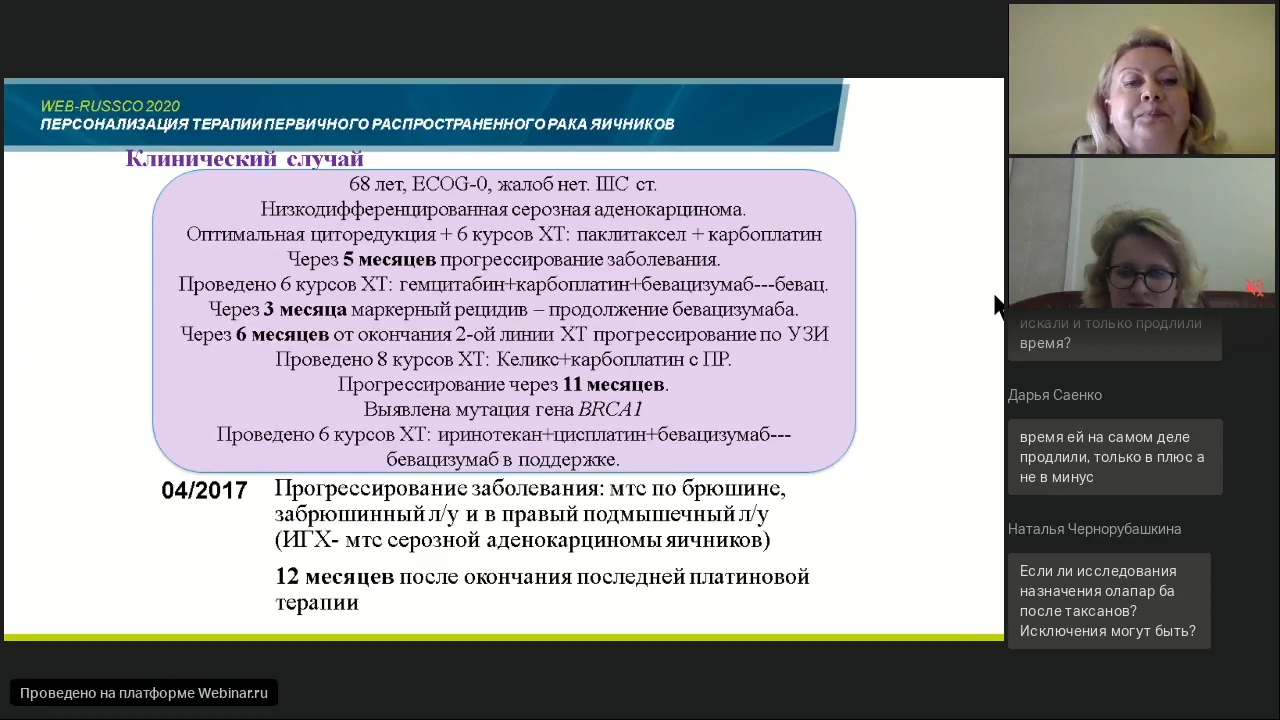 WEB-RUSSCO 2020
ПЕРСОНАЛИЗАЦИЯ ТЕРАПИИ ПЕРВИЧНОГО РАСПРОСТРАНЕННОГО РАКА ЯИЧНИКОВ
Клинический случай
68 лет, ECOG-0, жалоб нет. IIIC ст.
Низкодифференцированная серозная аденокарцинома.
Оптимальная циторедукция + 6 курсов ХТ: паклитаксел + карбоплатин
Через 5 месяцев прогрессирование заболевания.
Проведено 6 курсов ХТ: гемцитабин+карбоплатин+бевацизумаб---бевац.
Через 3 месяца маркерный рецидив – продолжение бевацизумаба.
Через 6 месяцев от окончания 2-ой линии ХТ прогрессирование по УЗИ
Проведено 8 курсов ХТ: Келикс+карбоплатин с ПР.
Прогрессирование через 11 месяцев.
Выявлена мутация гена BRCA1
Проведено 6 курсов ХТ: иринотекан+цисплатин+бевацизумаб---
бевацизумаб в поддержке.
04/2017 Прогрессирование заболевания: мтс по брюшине,
забрюшинный л/у и в правый подмышечный л/у
(ИГХ- мтс серозной аденокарциномы яичников)
12 месяцев после окончания последней платиновой
терапии
искали и только продлили
время?
Дарья Саенко
время ей на самом деле
продлили, только в плюс а
не в минус
Наталья Чернорубашкина
Если ли исследования
назначения олапар ба
после таксанов?
Исключения могут быть?
Проведено на платформе Webinar.ru